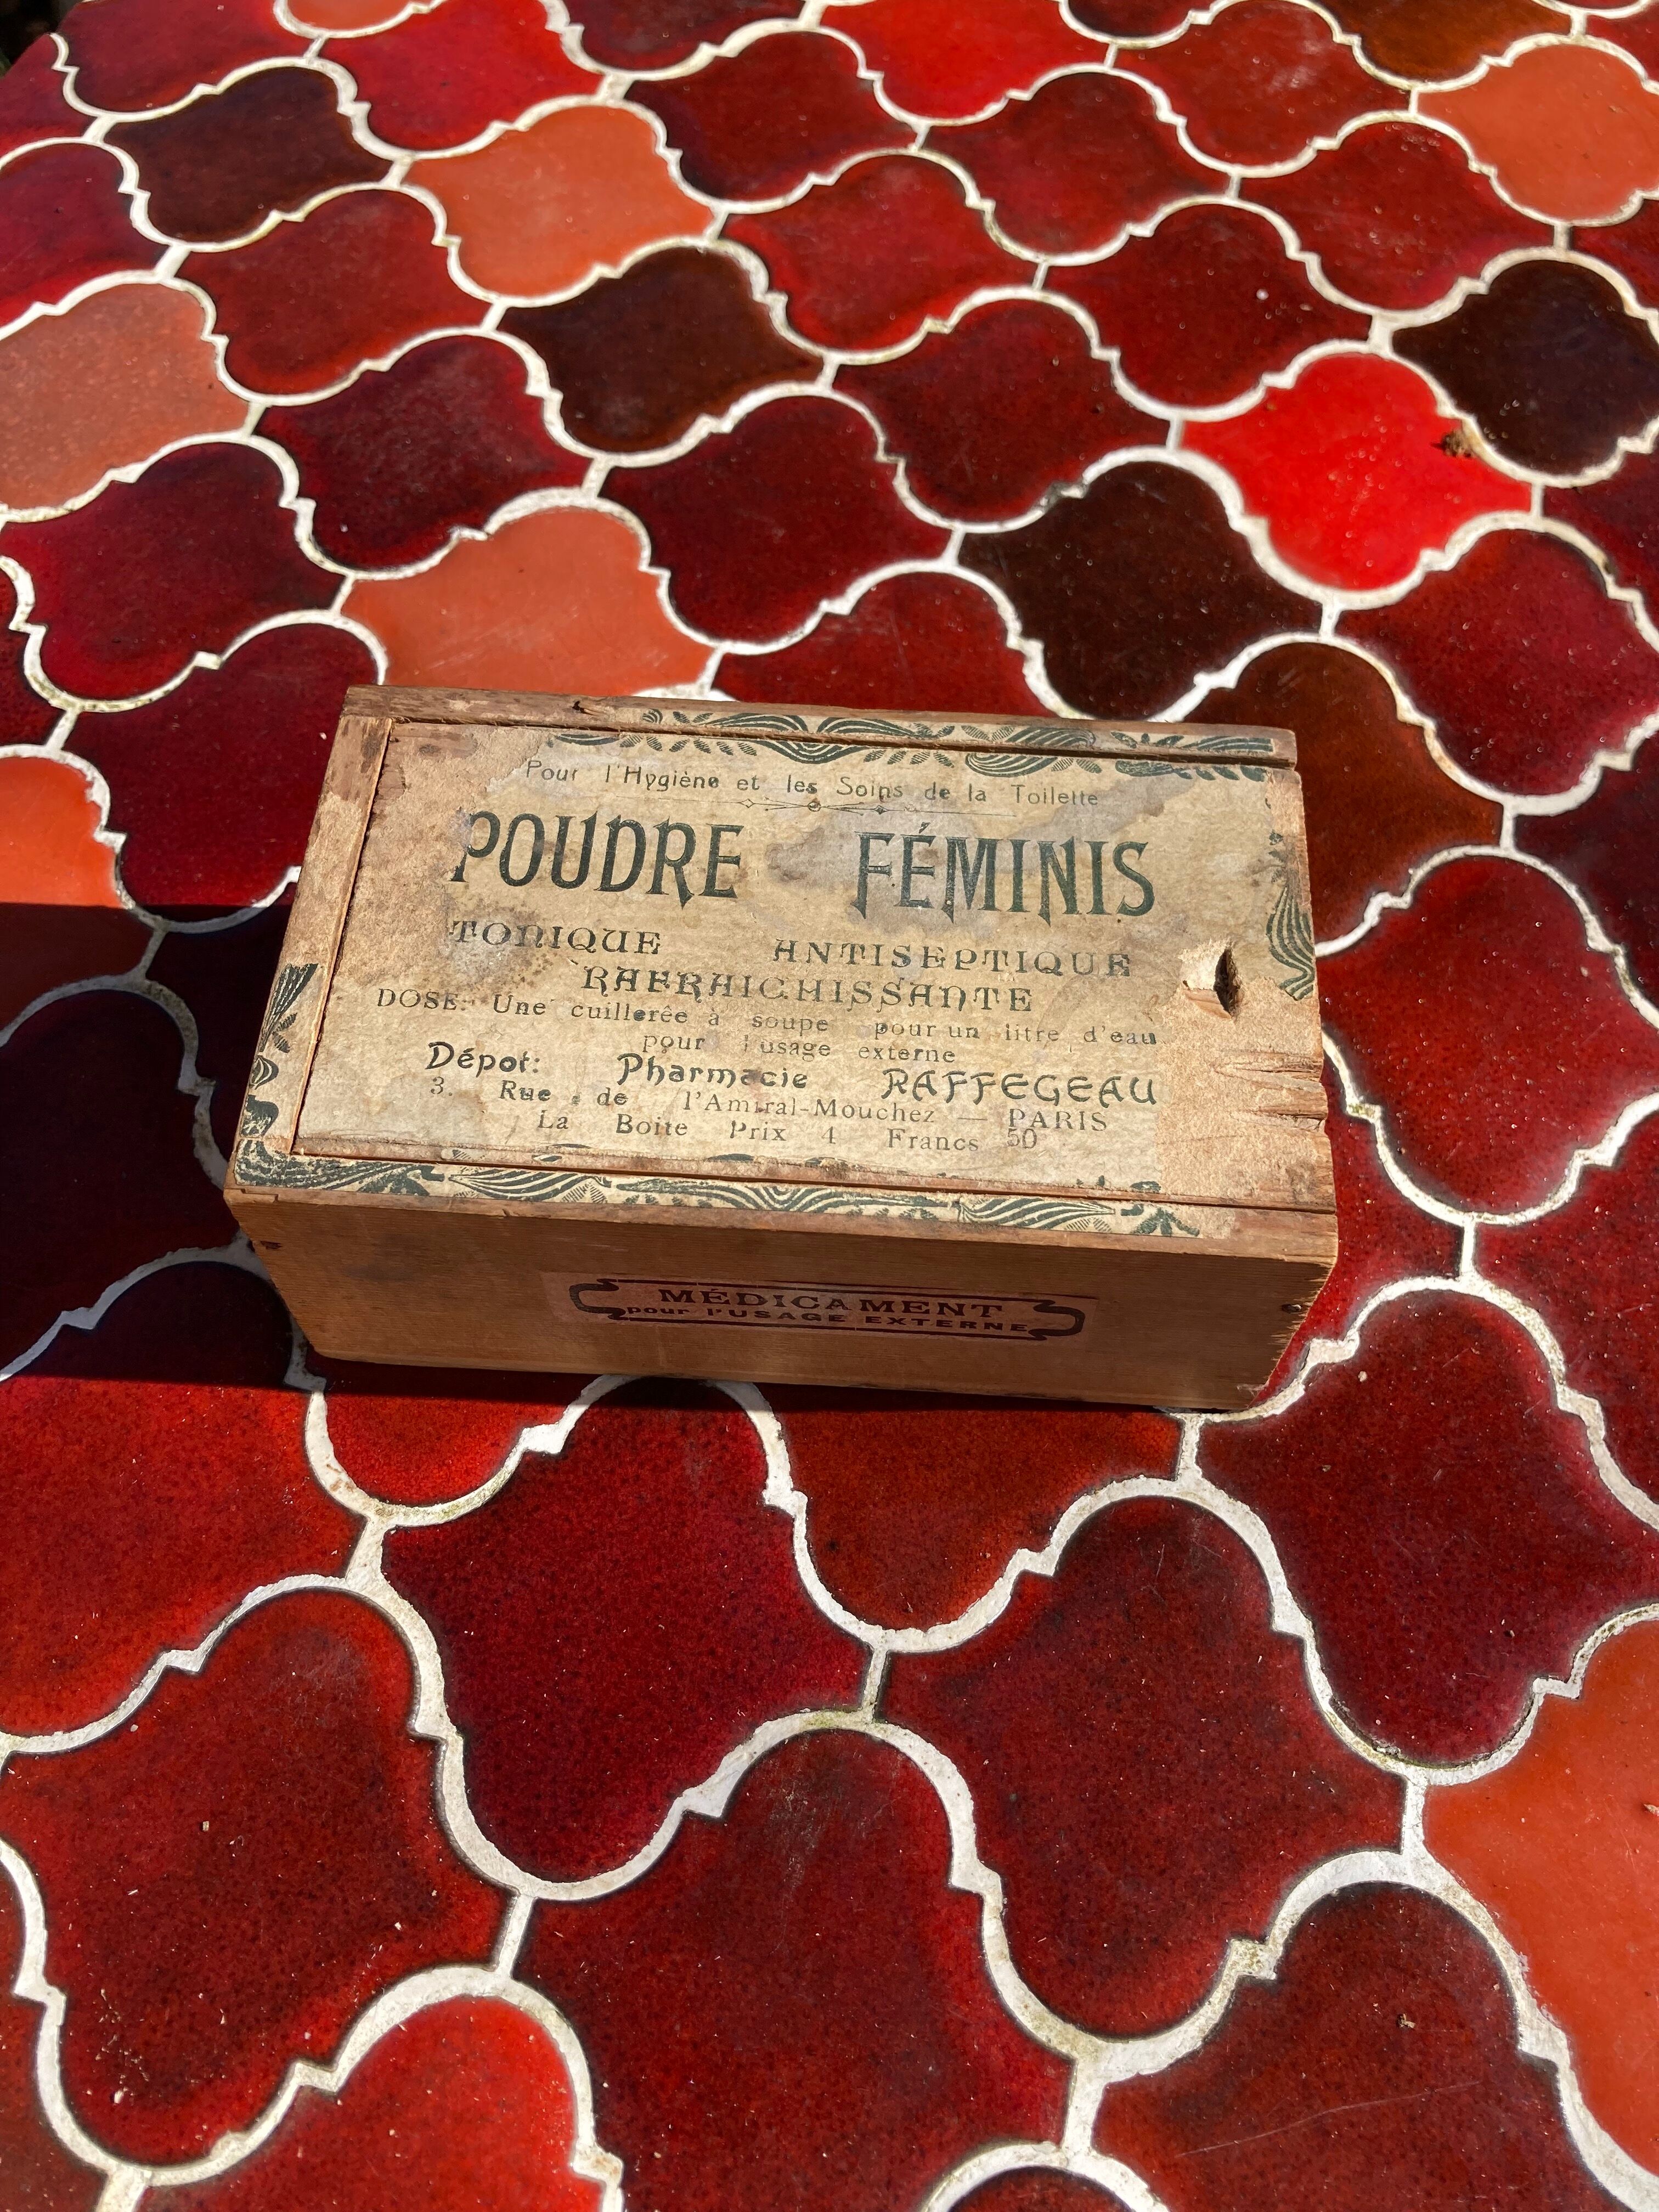 Pour l'Hygiène et les Soins de la Toilette
POUDRE FÉMINIS
TONIQUE ANTISEPTIQUE
RAFRAICHISSANTE
DOSE: Une cuillerêe à soupe pour un litre d'eau
pour l'usage externe
Dépot: Pharmacie RAFFEGEAU
3. Rue de l'Amiral-Mouchez — PARIS
La Boite Prix 4 Francs 50
MÉDICAMENT
pour l'USAGE EXTERNE